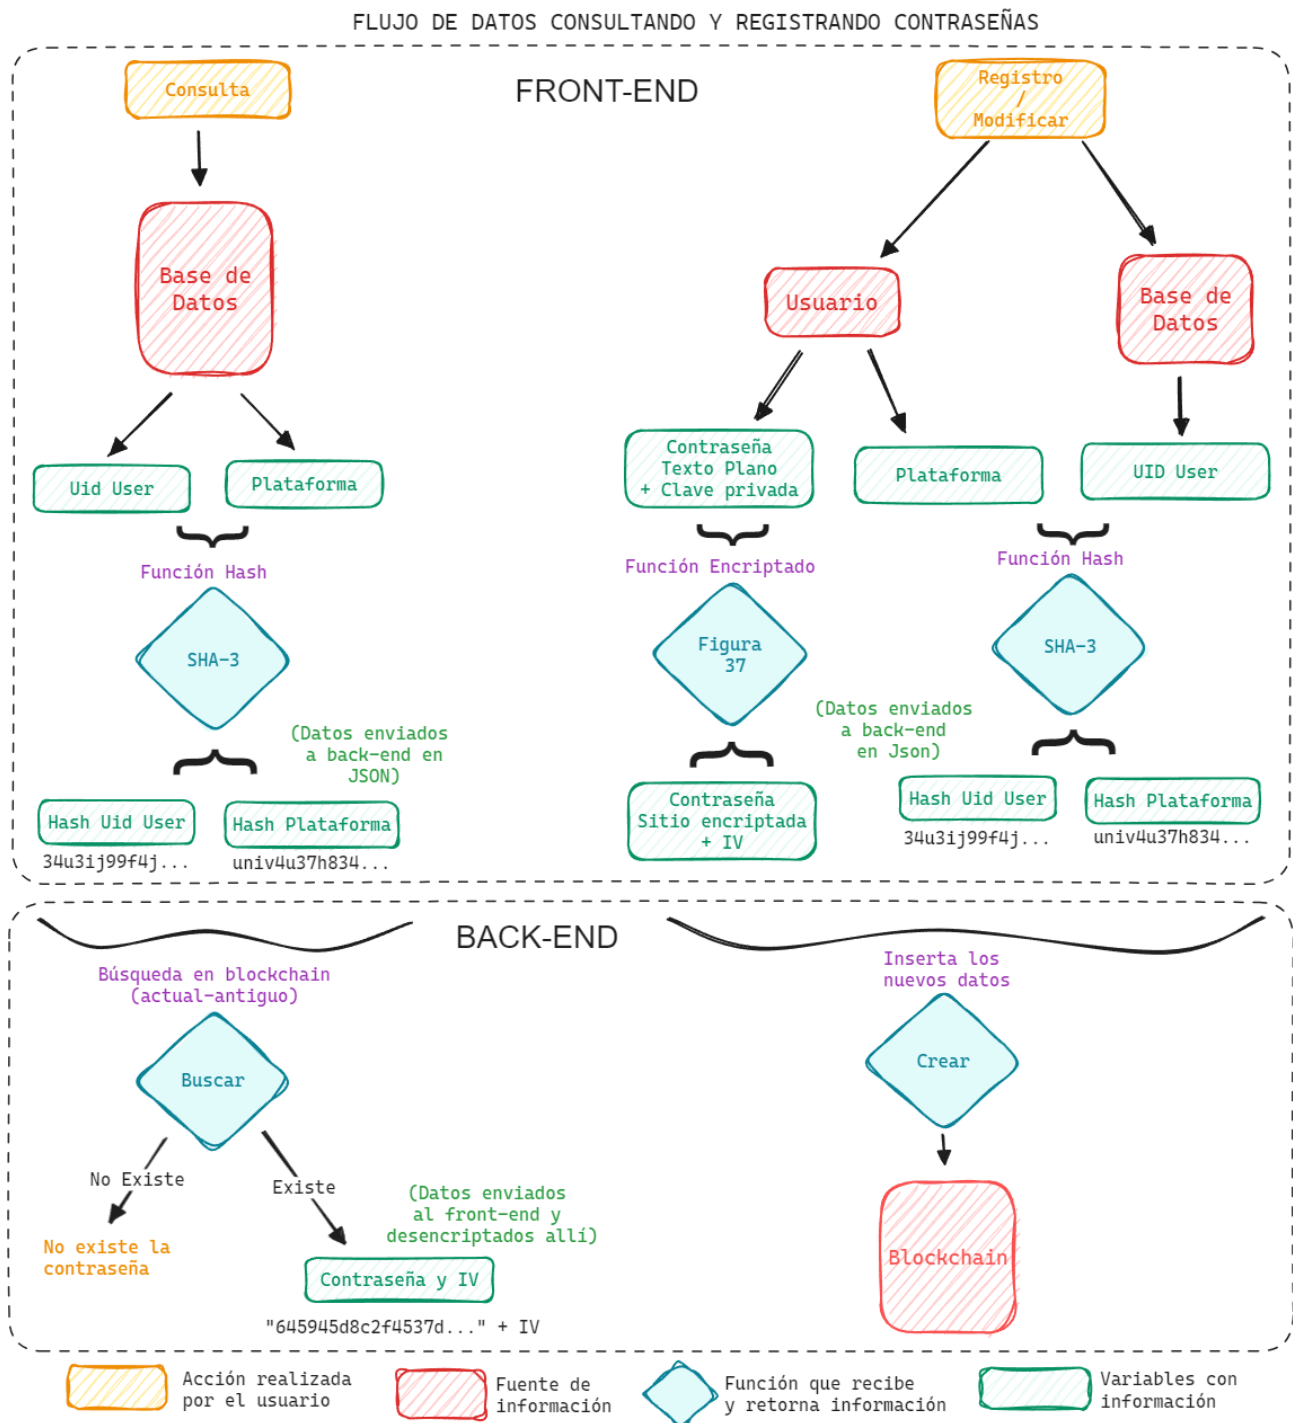 FLUJO DE DATOS CONSULTANDO Y REGISTRANDO CONTRASEÑAS
FRONT-END
Consulta
Base de
Datos
Uid User
Plataforma
Función Hash
SHA-3
(Datos enviados
a back-end en
JSON)
Hash Uid User
34u3ij99f4j...
Hash Plataforma
univ4u37h834...
Registro
/
Modificar
Usuario
Base de
Datos
Contraseña
Texto Plano
+ Clave privada
Plataforma
UID User
Función Encriptado
Figura
37
Función Hash
SHA-3
(Datos enviados
a back-end
en Json)
Contraseña
Sitio encriptada
+ IV
Hash Uid User
34u3ij99f4j...
Hash Plataforma
univ4u37h834...
BACK-END
Búsqueda en blockchain
(actual-antiguo)
Buscar
No Existe
Existe
No existe la
contraseña
(Datos enviados
al front-end y
desencriptados allí)
Contraseña y IV
"645945d8c2f4537d..." + IV
Inserta los
nuevos datos
Crear
Blockchain
Acción realizada
por el usuario
Fuente de
información
Función que recibe
y retorna información
Variables con
información